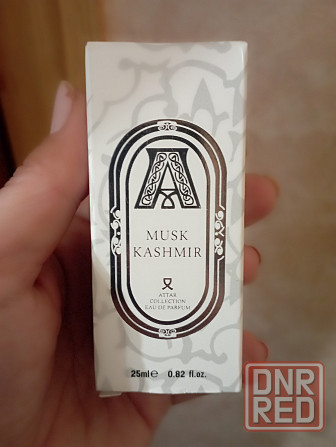 A
MUSK
KASHMIR
ATTAR
COLLECTION
EAU DE PARFUM
25ml℮ 0.82 fl.oz.
DNR
RED